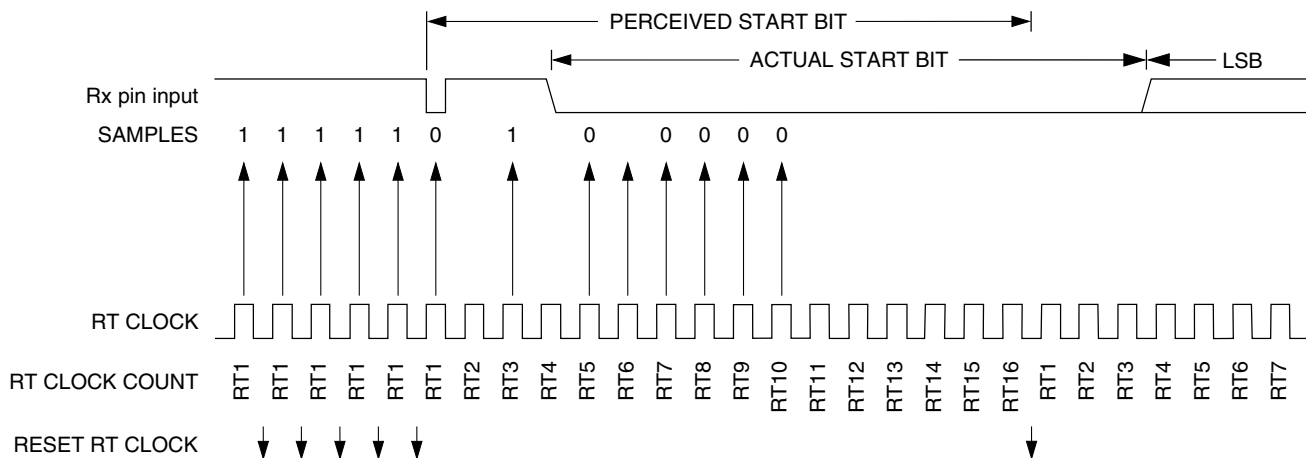 PERCEIVED START BIT
ACTUAL START BIT LSB
Rx pin input
SAMPLES 1 1 1 1 1 0 1 0 0 0 0 0
RT CLOCK
RT CLOCK COUNT RT1 RT1 RT1 RT1 RT1 RT1 RT2 RT3 RT4 RT5 RT6 RT7 RT8 RT9 RT10 RT11 RT12 RT13 RT14 RT15 RT16 RT1 RT2 RT3 RT4 RT5 RT6 RT7
RESET RT CLOCK